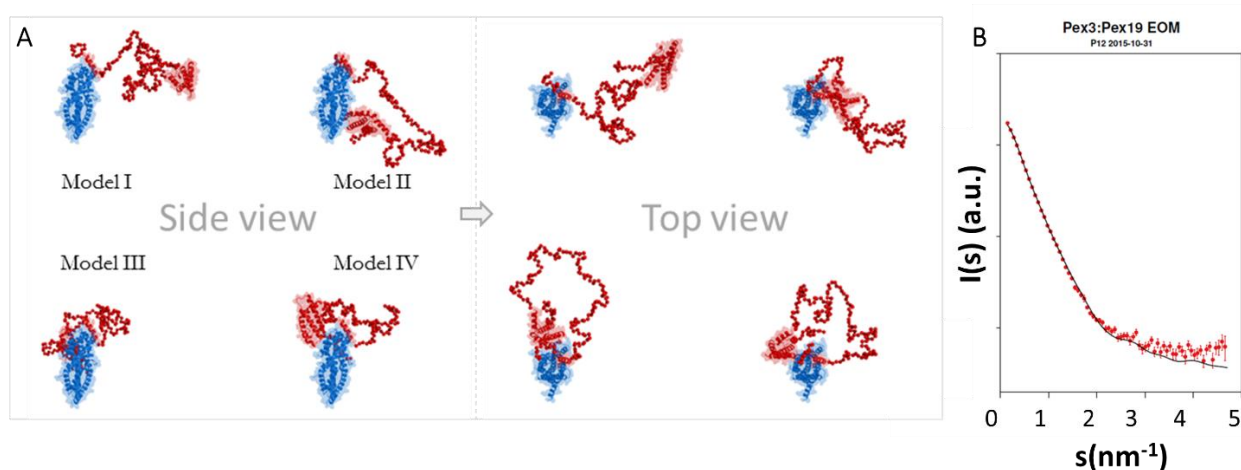 A
Model I
Model II
Side view
Top view
Model III
Model IV
B
Pex3:Pex19 EOM
P12 2015-10-31
I(s) (a.u.)
0 1 2 3 4 5
s(nm-1)